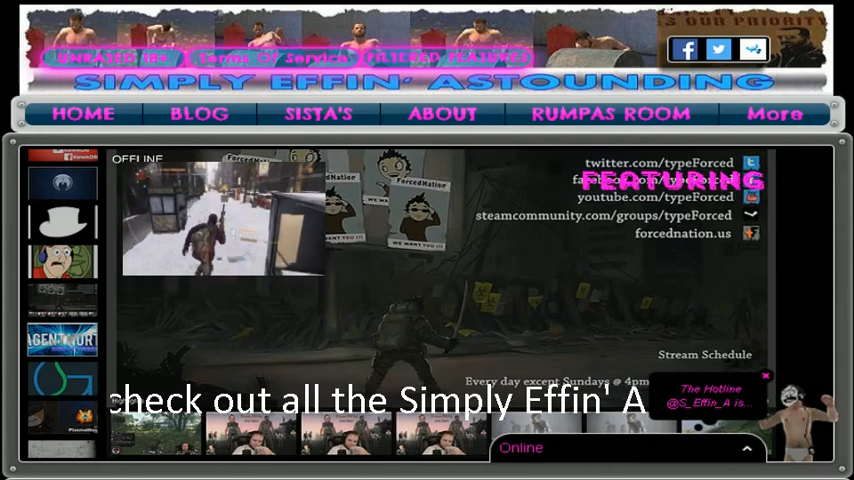 S OUR PRIORITY
UNRATED 18+ Terms Of Service FILTERED FEATURES
SIMPLY EFFIN' ASTOUNDING
HOME BLOG SISTA'S ABOUT RUMPAS ROOM More
OFFLINE
twitter.com/typeForced
FEATURING
youtube.com/typeForced
steamcommunity.com/groups/typeForced
forcednation.us
ForcedNation
WE WANT YOU !!!
AGENTMURT
Stream Schedule
Every day except Sundays @ 4pm
check out all the Simply Effin' A
The Hotline
@S_Effin_A is...
Online